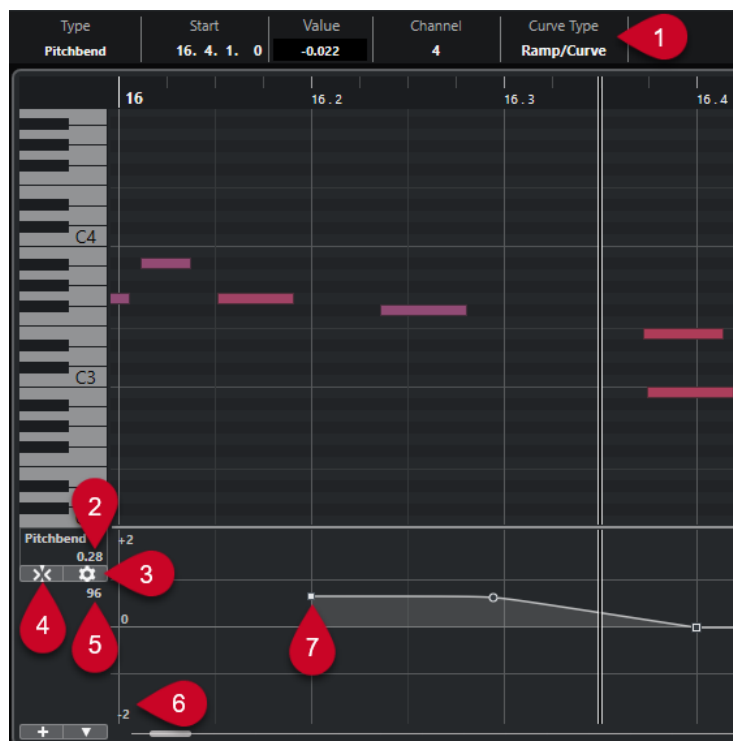 Type Start Value Channel Curve Type
Pitchbend 16. 4. 1. 0 -0.022 4 Ramp/Curve
1
16 16.2 16.3 16.4
C4
C3
2
Pitchbend +2
0.28
3
4
96
5
0
7
6
-2